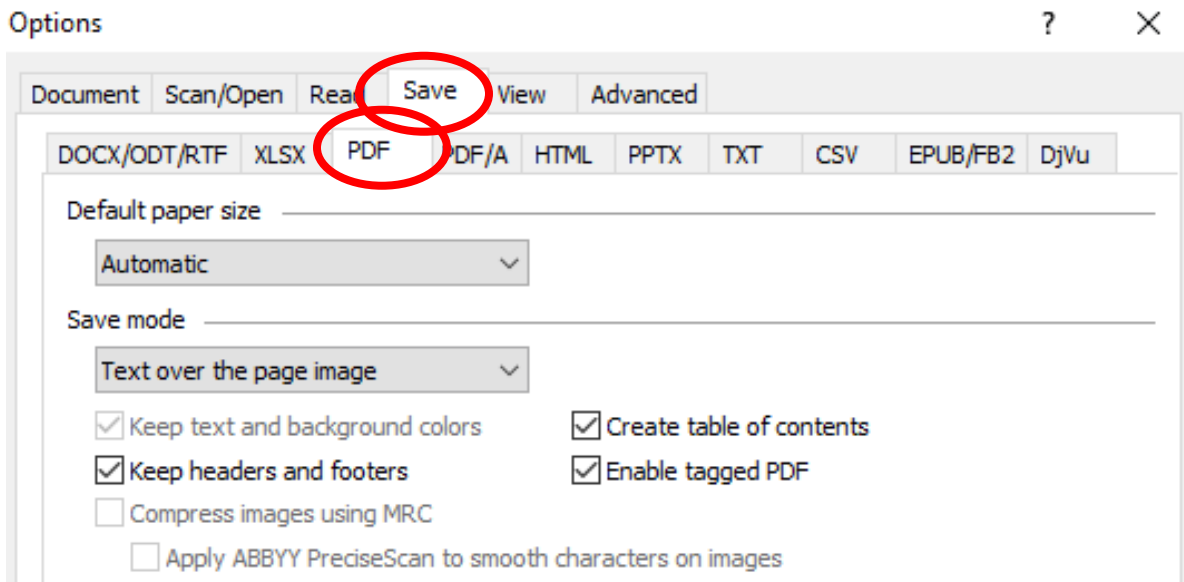 Options ?
Document Scan/Open Read Save View Advanced
DOCX/ODT/RTF XLSX PDF PDF/A HTML PPTX TXT CSV EPUB/FB2 DjVu
Default paper size
Automatic
Save mode
Text over the page image
Keep text and background colors Create table of contents
Keep headers and footers Enable tagged PDF
Compress images using MRC
Apply ABBYY PreciseScan to smooth characters on images